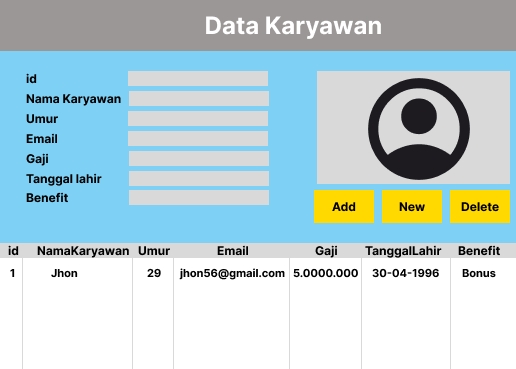 Data Karyawan
id
Nama Karyawan
Umur
Email
Gaji
Tanggal lahir
Benefit
Add New Delete
id NamaKaryawan Umur Email Gaji TanggalLahir Benefit
1 Jhon 29 jhon56@gmail.com 5.0000.000 30-04-1996 Bonus